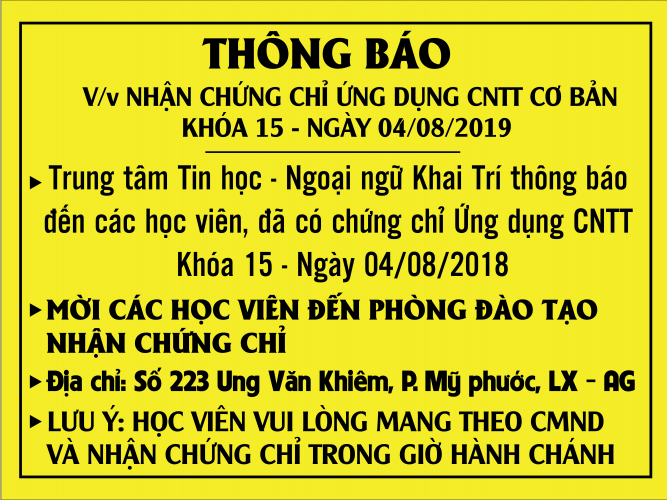 THÔNG BÁO
V/v NHẬN CHỨNG CHỈ ỨNG DỤNG CNTT CƠ BẢN
KHÓA 15 - NGÀY 04/08/2019
Trung tâm Tin học - Ngoại ngữ Khai Trí thông báo
đến các học viên, đã có chứng chỉ Ứng dụng CNTT
Khóa 15 - Ngày 04/08/2018
MỜI CÁC HỌC VIÊN ĐẾN PHÒNG ĐÀO TẠO
NHẬN CHỨNG CHỈ
Địa chỉ: Số 223 Ung Văn Khiêm, P. Mỹ phước, LX - AG
LƯU Ý: HỌC VIÊN VUI LÒNG MANG THEO CMND
VÀ NHẬN CHỨNG CHỈ TRONG GIỜ HÀNH CHÁNH